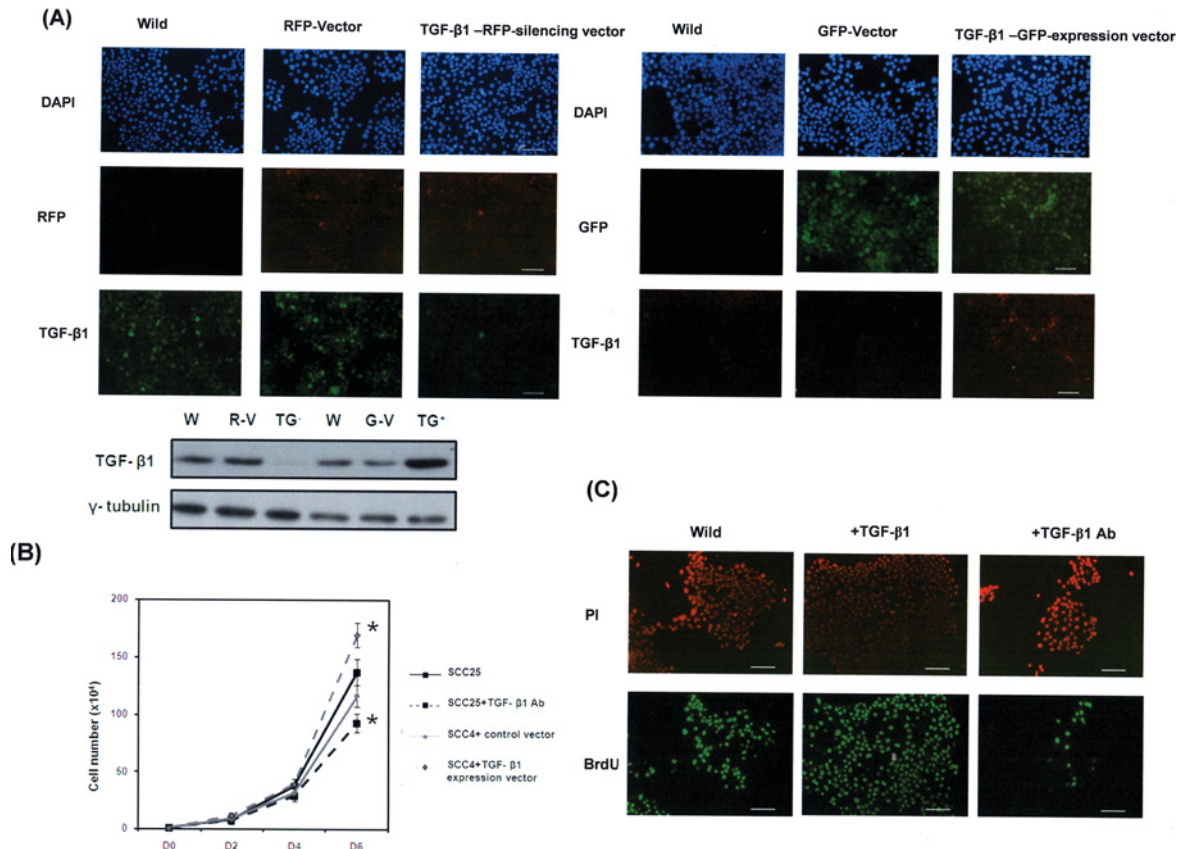 (A)
Wild RFP-Vector TGF-β1 –RFP-silencing vector
DAPI
RFP
TGF-β1
Wild GFP-Vector TGF-β1 –GFP-expression vector
DAPI
GFP
TGF-β1
W R-V TG⁻ W G-V TG⁺
TGF- β1
γ- tubulin
(B)
200
150
100
50
0
Cell number (x10⁴)
D0 D2 D4 D6
*
*
SCC25
SCC25+TGF- β1 Ab
SCC4+ control vector
SCC4+TGF- β1
expression vector
(C)
Wild +TGF-β1 +TGF-β1 Ab
PI
BrdU